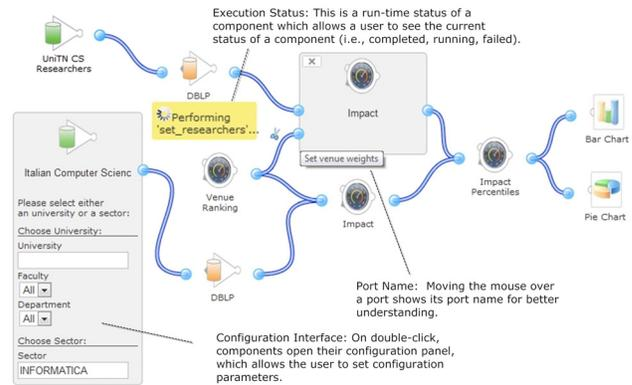 Execution Status: This is a run-time status of a
component which allows a user to see the current
status of a component (i.e., completed, running, failed).
UniTN CS
Researchers
DBLP
Impact
Performing
'set_researchers'...
Set venue weights
Bar Chart
Italian Computer Scienc
Venue
Ranking
Impact
Impact
Percentiles
Pie Chart
Please select either
an university or a sector:
Choose University:
University
Faculty
All
Department
All
Choose Sector:
Sector
INFORMATICA
DBLP
Port Name: Moving the mouse over
a port shows its port name for better
understanding.
Configuration Interface: On double-click,
components open their configuration panel,
which allows the user to set configuration
parameters.